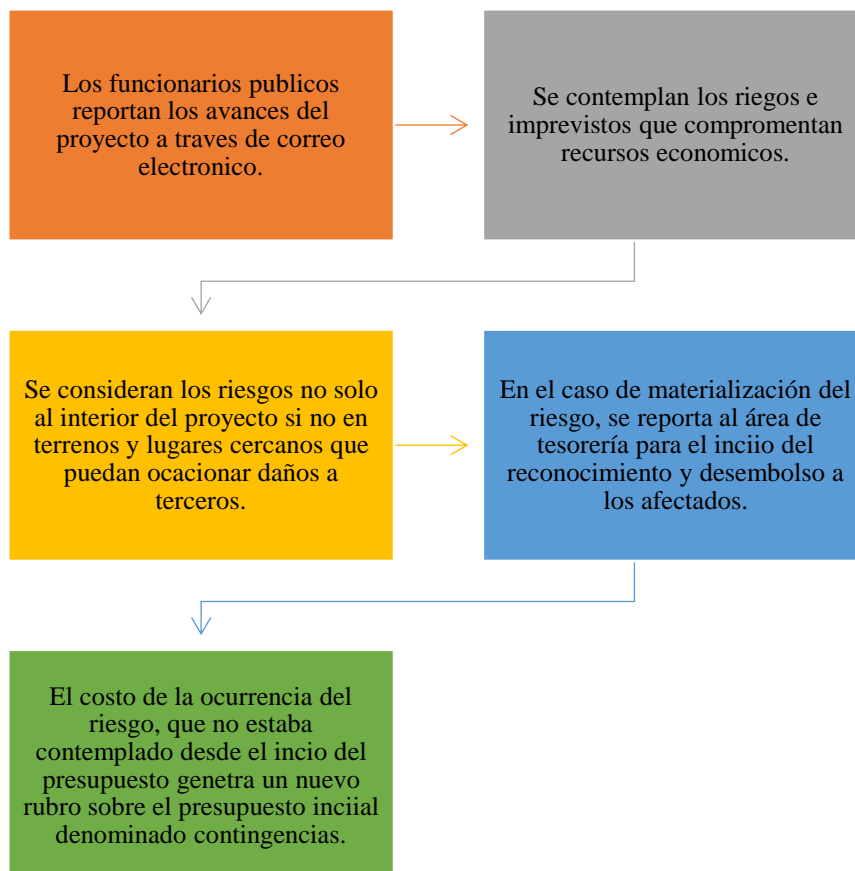 Los funcionarios publicos
reportan los avances del
proyecto a traves de correo
electronico.
Se contemplan los riegos e
imprevistos que compromentan
recursos economicos.
Se consideran los riesgos no solo
al interior del proyecto si no en
terrenos y lugares cercanos que
puedan ocacionar daños a
terceros.
En el caso de materialización del
riesgo, se reporta al área de
tesorería para el inciio del
reconocimiento y desembolso a
los afectados.
El costo de la ocurrencia del
riesgo, que no estaba
contemplado desde el incio del
presupuesto genetra un nuevo
rubro sobre el presupuesto inciial
denominado contingencias.